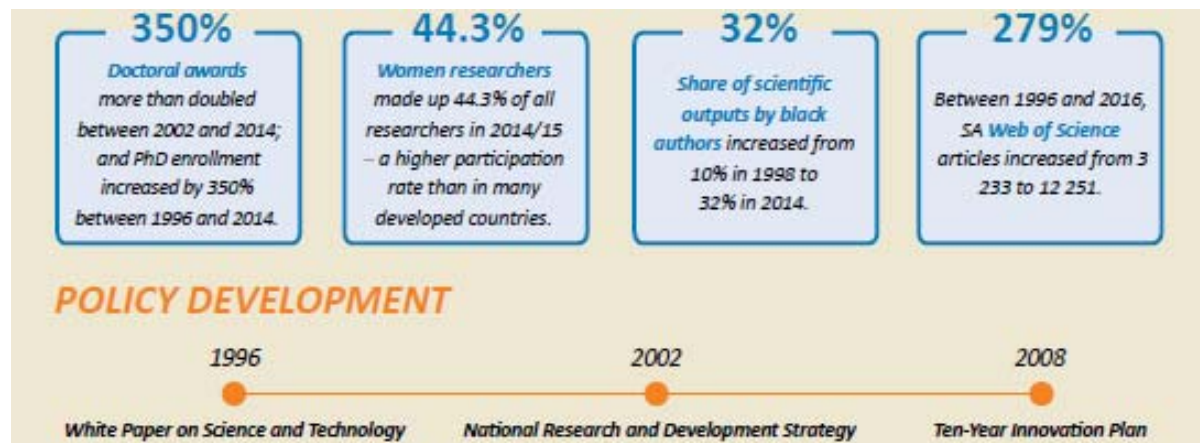 350%
Doctoral awards
more than doubled
between 2002 and 2014;
and PhD enrollment
increased by 350%
between 1996 and 2014.
44.3%
Women researchers
made up 44.3% of all
researchers in 2014/15
– a higher participation
rate than in many
developed countries.
32%
Share of scientific
outputs by black
authors increased from
10% in 1998 to
32% in 2014.
279%
Between 1996 and 2016,
SA Web of Science
articles increased from 3
233 to 12 251.
POLICY DEVELOPMENT
1996
2002
2008
White Paper on Science and Technology
National Research and Development Strategy
Ten-Year Innovation Plan